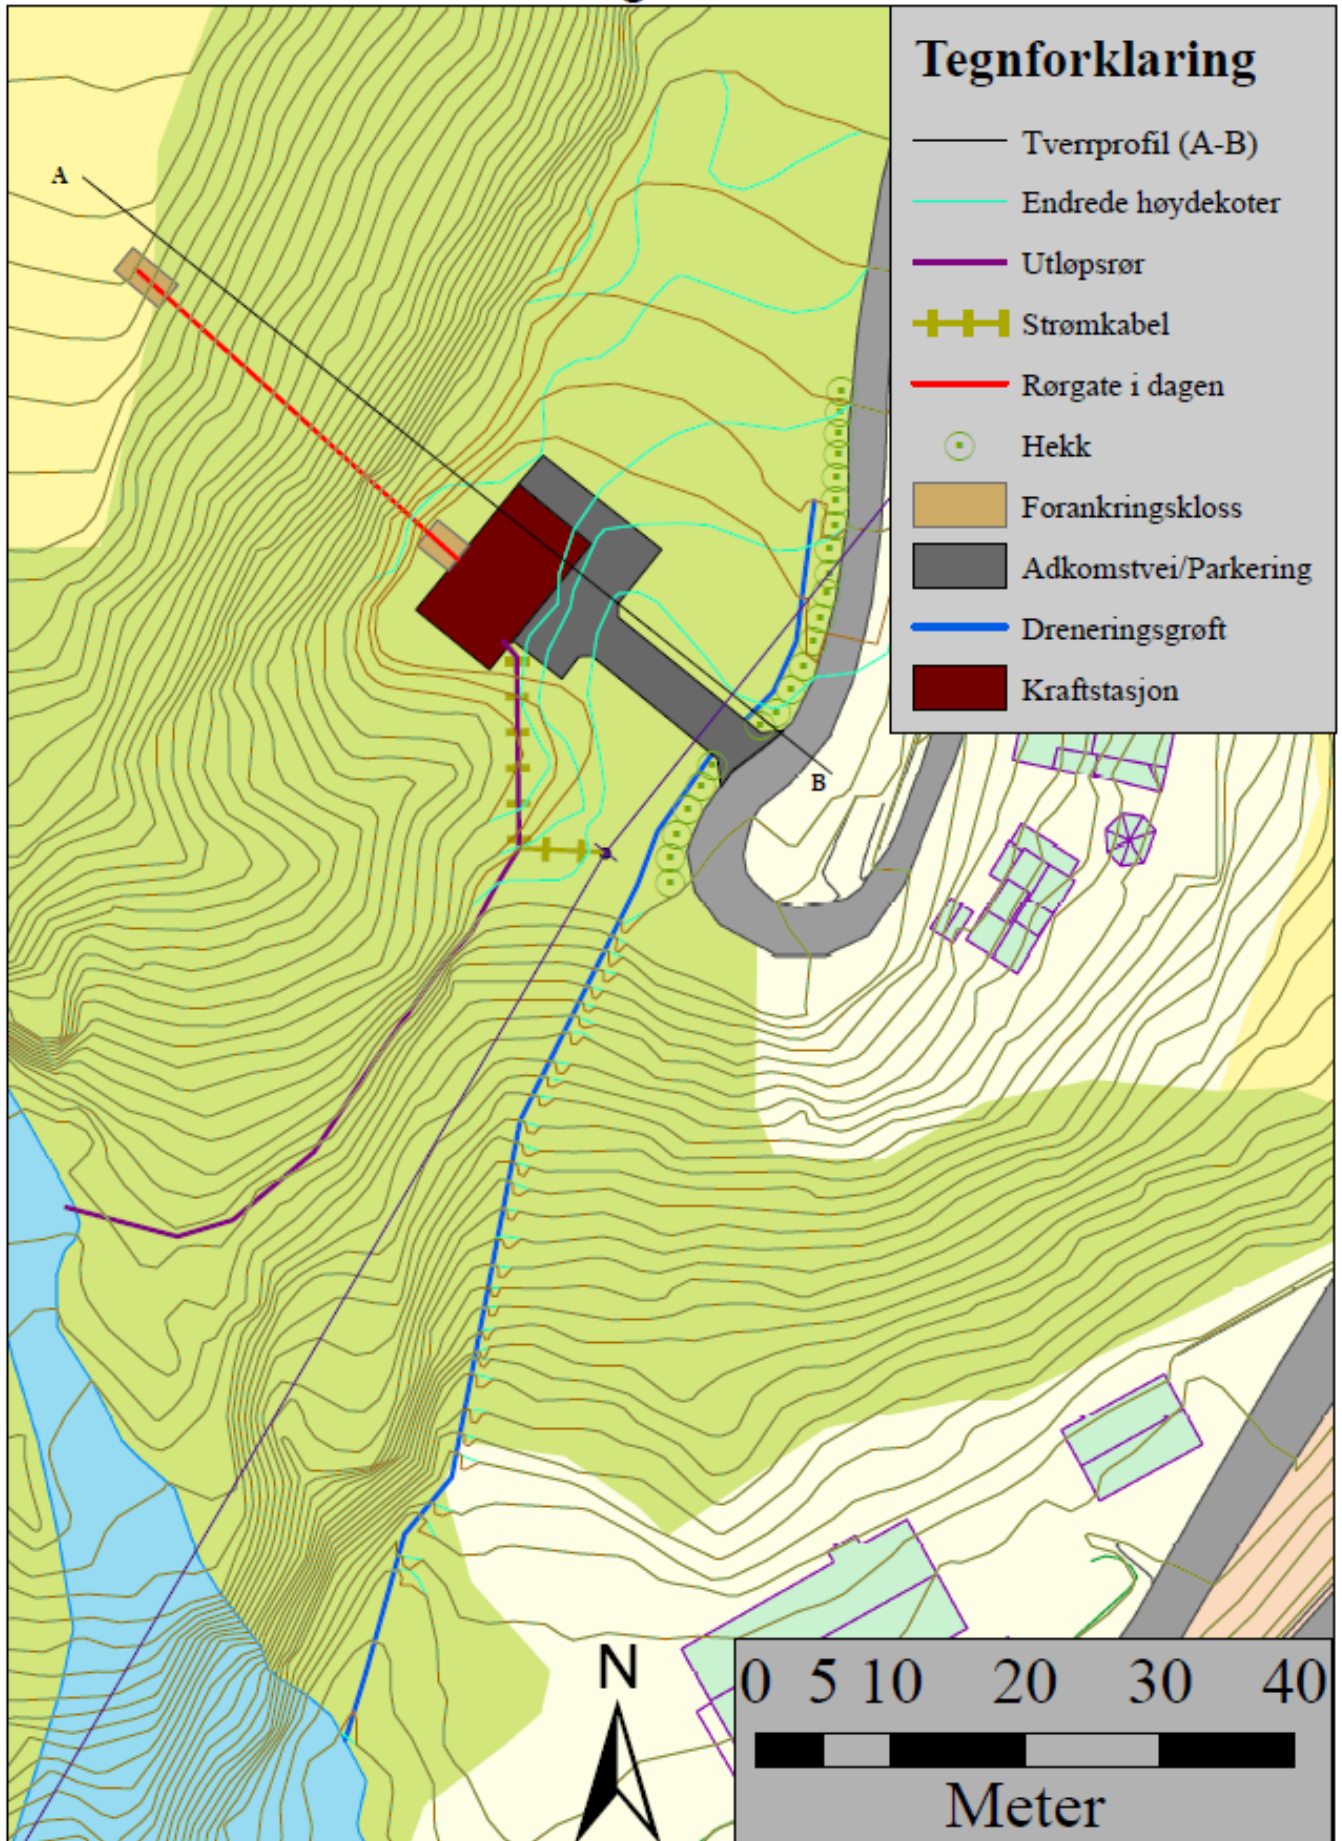 Tegnforklaring
Tverrprofil (A-B)
Endrede høydekoter
Utløpsrør
Strømkabel
Rørgate i dagen
Hekk
Forankringskloss
Adkomstvei/Parkering
Dreneringsgrøft
Kraftstasjon
A
B
N
0 5 10 20 30 40
Meter